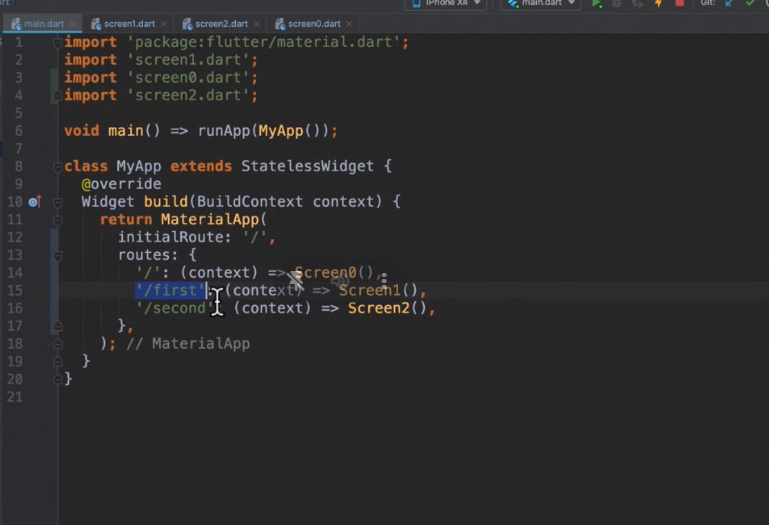 iPhone XR main.dart Git:
main.dart screen1.dart screen2.dart screen0.dart
1 import 'package:flutter/material.dart';
2 import 'screen1.dart';
3 import 'screen0.dart';
4 import 'screen2.dart';
5
6 void main() => runApp(MyApp());
7
8 class MyApp extends StatelessWidget {
9 @override
10 Widget build(BuildContext context) {
11 return MaterialApp(
12 initialRoute: '/',
13 routes: {
14 '/': (context) => Screen0(),
15 '/first': (context) => Screen1(),
16 '/second': (context) => Screen2(),
17 },
18 ); // MaterialApp
19 }
20 }
21